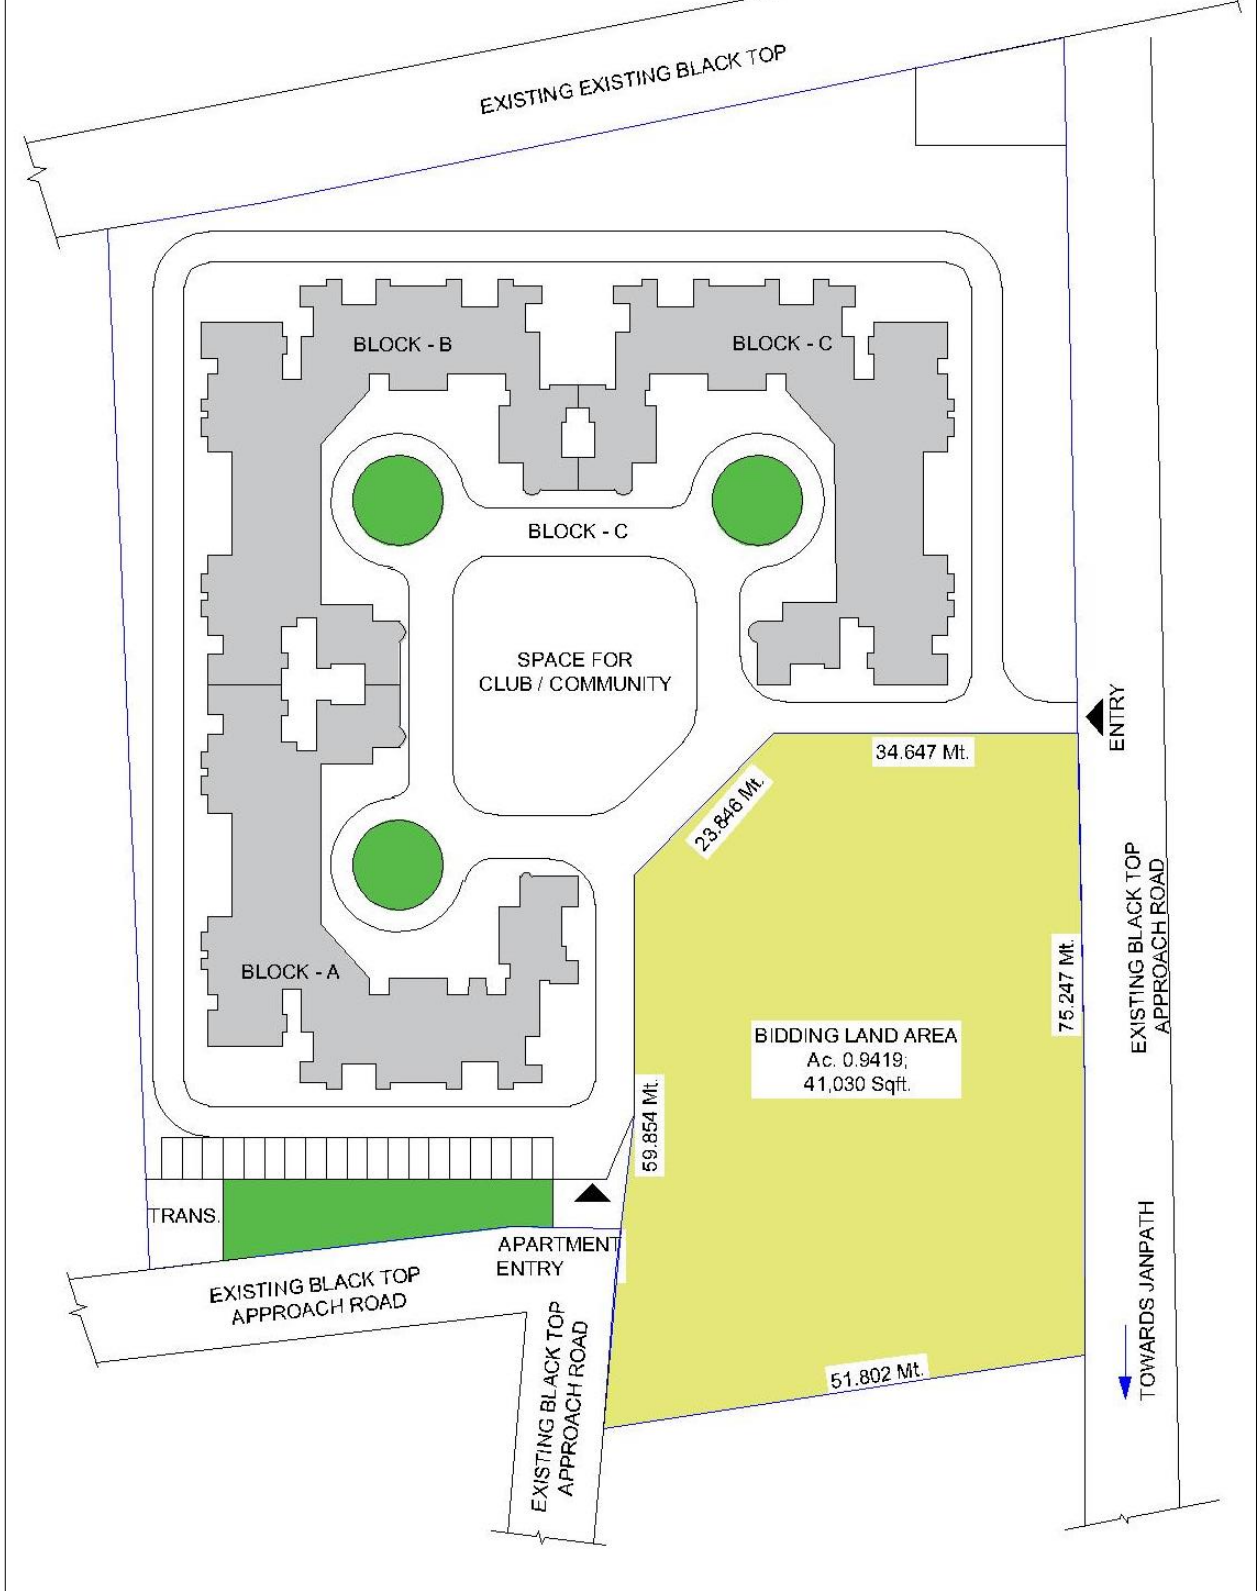 EXISTING EXISTING BLACK TOP
BLOCK - B
BLOCK - C
BLOCK - C
SPACE FOR
CLUB / COMMUNITY
ENTRY
34.647 Mt.
23.846 Mt.
EXISTING BLACK TOP
APPROACH ROAD
75.247 Mt.
BLOCK - A
BIDDING LAND AREA
Ac. 0.9419;
41,030 Sqft.
59.854 Mt.
TRANS.
APARTMENT
ENTRY
EXISTING BLACK TOP
APPROACH ROAD
EXISTING BLACK TOP
APPROACH ROAD
51.802 Mt.
TOWARDS JANPATH